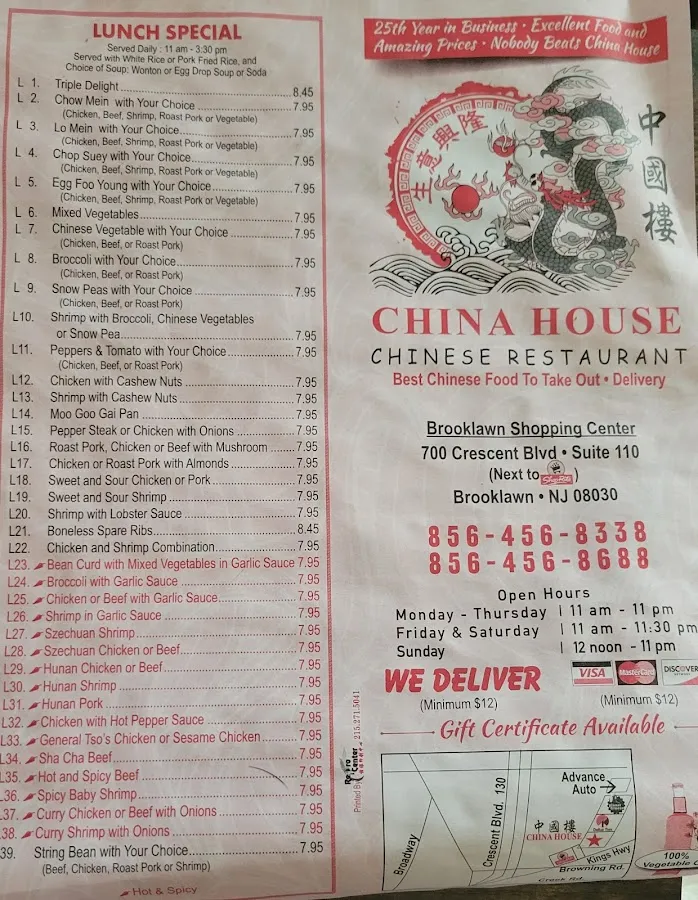 LUNCH SPECIAL
Served Daily : 11 am - 3:30 pm
Served with White Rice or Pork Fried Rice, and
Choice of Soup: Wonton or Egg Drop Soup or Soda
L 1. Triple Delight 8.45
L 2. Chow Mein with Your Choice 7.95
(Chicken, Beef, Shrimp, Roast Pork or Vegetable)
L 3. Lo Mein with Your Choice 7.95
(Chicken, Beef, Shrimp, Roast Pork or Vegetable)
L 4. Chop Suey with Your Choice 7.95
(Chicken, Beef, Shrimp, Roast Pork or Vegetable)
L 5. Egg Foo Young with Your Choice 7.95
(Chicken, Beef, Shrimp, Roast Pork or Vegetable)
L 6. Mixed Vegetables 7.95
L 7. Chinese Vegetable with Your Choice 7.95
(Chicken, Beef, or Roast Pork)
L 8. Broccoli with Your Choice 7.95
(Chicken, Beef, or Roast Pork)
L 9. Snow Peas with Your Choice 7.95
(Chicken, Beef, or Roast Pork)
L10. Shrimp with Broccoli, Chinese Vegetables
or Snow Pea 7.95
L11. Peppers & Tomato with Your Choice 7.95
(Chicken, Beef, or Roast Pork)
L12. Chicken with Cashew Nuts 7.95
L13. Shrimp with Cashew Nuts 7.95
L14. Moo Goo Gai Pan 7.95
L15. Pepper Steak or Chicken with Onions 7.95
L16. Roast Pork, Chicken or Beef with Mushroom 7.95
L17. Chicken or Roast Pork with Almonds 7.95
L18. Sweet and Sour Chicken or Pork 7.95
L19. Sweet and Sour Shrimp 7.95
L20. Shrimp with Lobster Sauce 7.95
L21. Boneless Spare Ribs 8.45
L22. Chicken and Shrimp Combination 7.95
L23. Bean Curd with Mixed Vegetables in Garlic Sauce 7.95
L24. Broccoli with Garlic Sauce 7.95
L25. Chicken or Beef with Garlic Sauce 7.95
L26. Shrimp in Garlic Sauce 7.95
L27. Szechuan Shrimp 7.95
L28. Szechuan Chicken or Beef 7.95
L29. Hunan Chicken or Beef 7.95
L30. Hunan Shrimp 7.95
L31. Hunan Pork 7.95
L32. Chicken with Hot Pepper Sauce 7.95
L33. General Tso's Chicken or Sesame Chicken 7.95
L34. Sha Cha Beef 7.95
L35. Hot and Spicy Beef 7.95
L36. Spicy Baby Shrimp 7.95
L37. Curry Chicken or Beef with Onions 7.95
L38. Curry Shrimp with Onions 7.95
39. String Bean with Your Choice 7.95
(Beef, Chicken, Roast Pork or Shrimp)
Hot & Spicy
25th Year in Business · Excellent Food and
Amazing Prices · Nobody Beats China House
生意興隆
中國樓
CHINA HOUSE
CHINESE RESTAURANT
Best Chinese Food To Take Out • Delivery
Brooklawn Shopping Center
700 Crescent Blvd • Suite 110
(Next to ShopRite)
Brooklawn • NJ 08030
856-456-8338
856-456-8688
Open Hours
Monday - Thursday | 11 am - 11 pm
Friday & Saturday | 11 am - 11:30 pm
Sunday | 12 noon - 11 pm
WE DELIVER
(Minimum $12)
VISA MasterCard DISCOVER
(Minimum $12)
Gift Certificate Available
Printed By 215.271.5041
Advance
Auto
Broadway
Crescent Blvd. 130
中國樓
CHINA HOUSE
Kings Hwy
Browning Rd.
Creek Rd.
100%
Vegetable